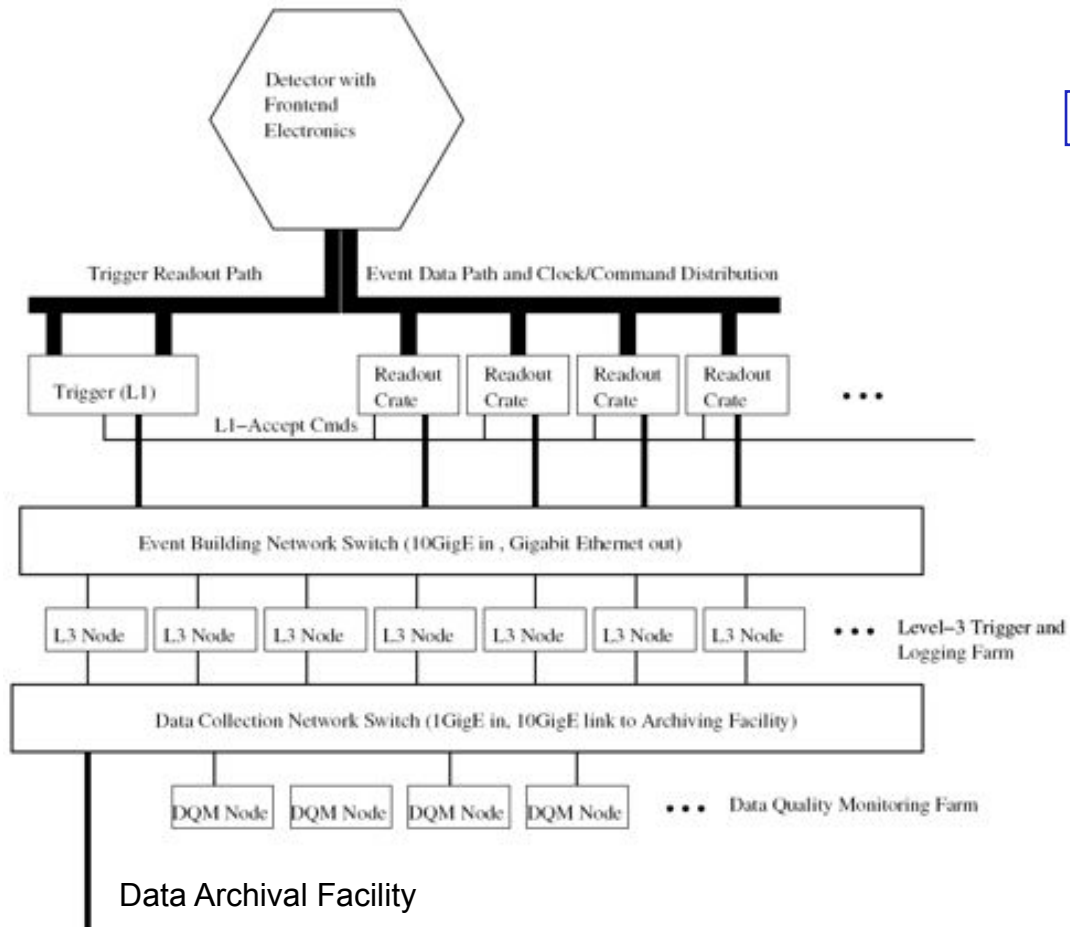 Detector with
Frontend
Electronics
Trigger Readout Path
Event Data Path and Clock/Command Distribution
Trigger (L1)
Readout
Crate
Readout
Crate
Readout
Crate
Readout
Crate
•••
L1-Accept Cmds
Event Building Network Switch (10GigE in , Gigabit Ethernet out)
L3 Node
L3 Node
L3 Node
L3 Node
L3 Node
L3 Node
L3 Node
••• Level-3 Trigger and
Logging Farm
Data Collection Network Switch (1GigE in, 10GigE link to Archiving Facility)
DQM Node
DQM Node
DQM Node
DQM Node
••• Data Quality Monitoring Farm
Data Archival Facility